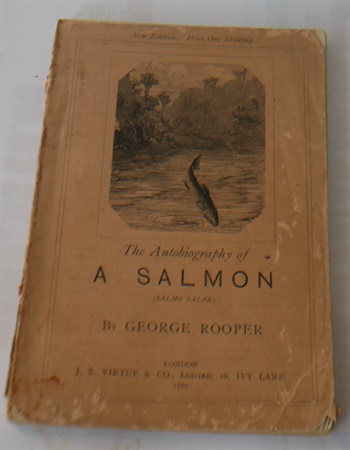 New Edition. Price One Shilling.
The Autobiography of
A SALMON
(SALMO SALAR)
By GEORGE ROOPER
LONDON
J. S. VIRTUE & CO., LIMITED, 26, IVY LANE